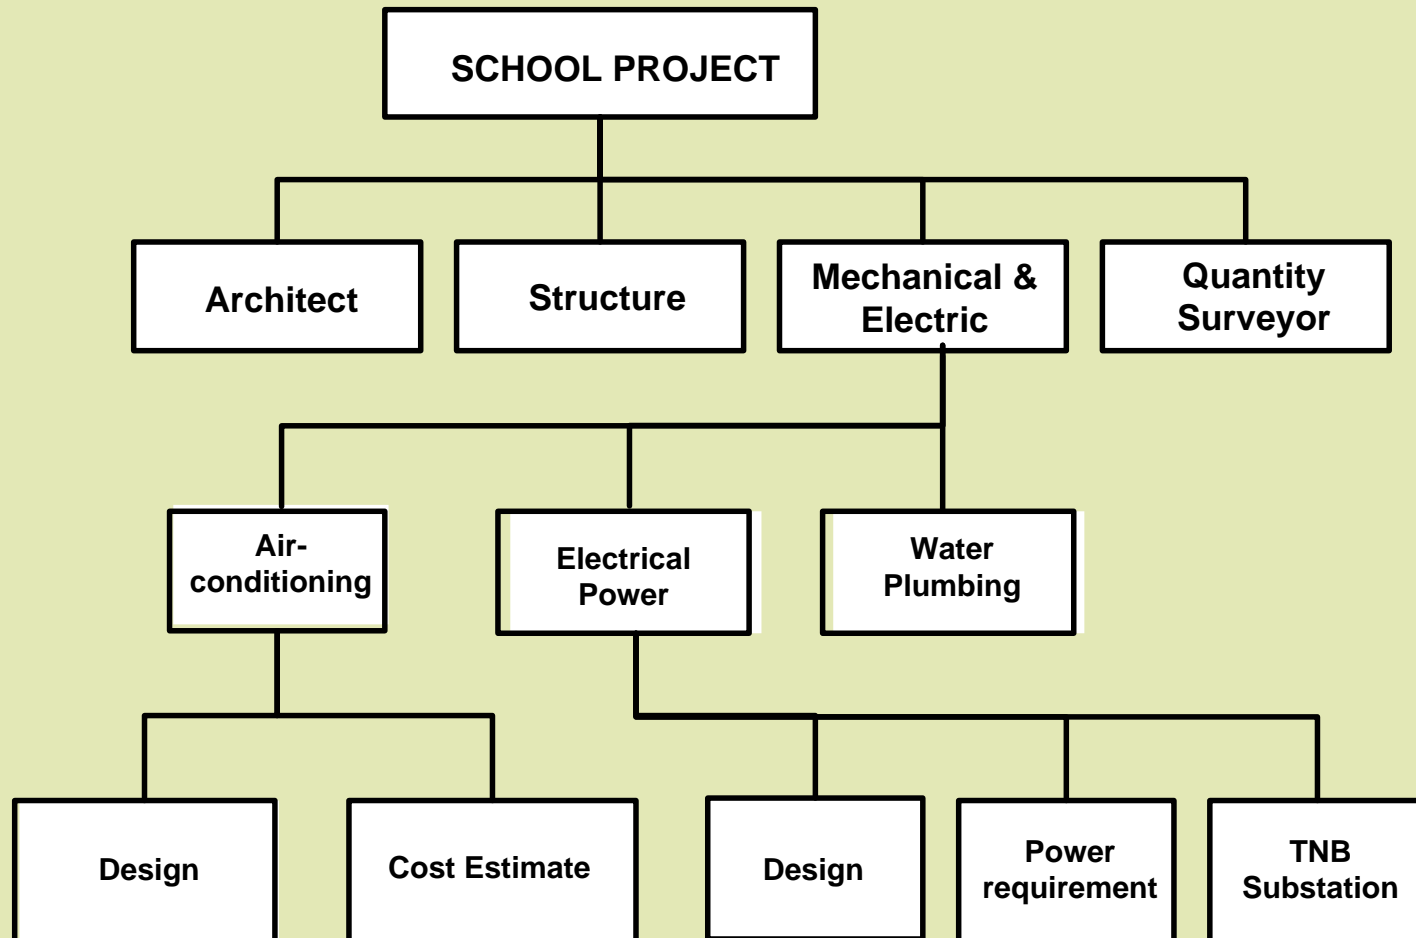 SCHOOL PROJECT
Architect
Structure
Mechanical &
Electric
Quantity
Surveyor
Air-
conditioning
Electrical
Power
Water
Plumbing
Design
Cost Estimate
Design
Power
requirement
TNB
Substation